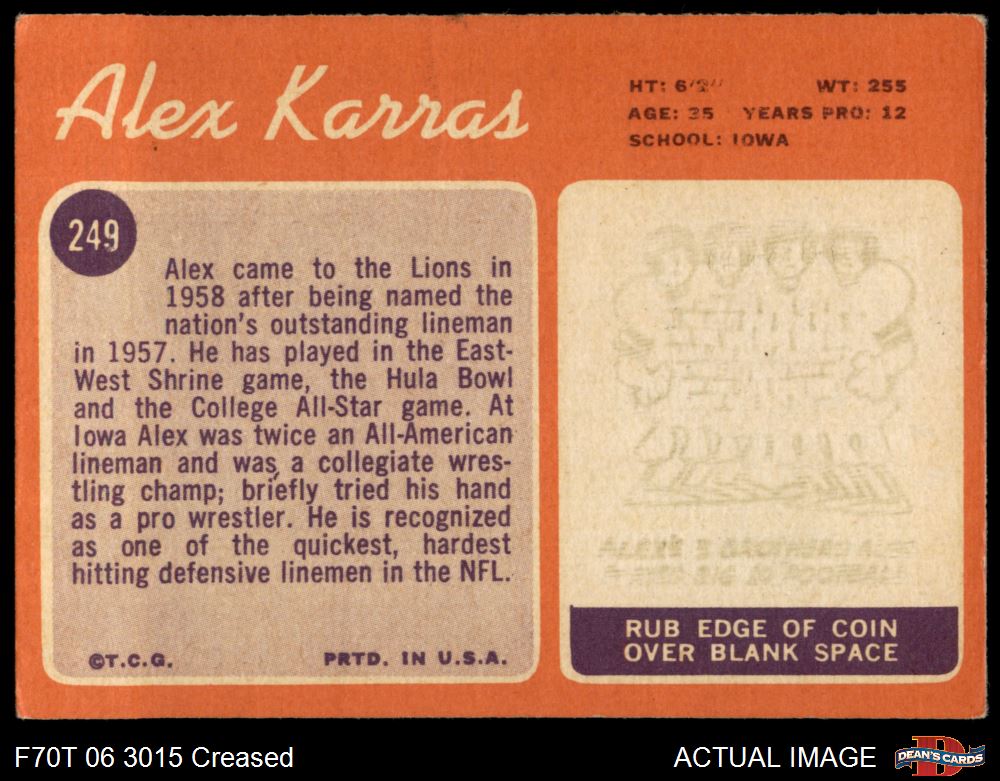 Alex Karras
HT: 6'2" WT: 255
AGE: 35 YEARS PRO: 12
SCHOOL: IOWA
249
Alex came to the Lions in
1958 after being named the
nation's outstanding lineman
in 1957. He has played in the East-
West Shrine game, the Hula Bowl
and the College All-Star game. At
Iowa Alex was twice an All-American
lineman and was a collegiate wres-
tling champ; briefly tried his hand
as a pro wrestler. He is recognized
as one of the quickest, hardest
hitting defensive linemen in the NFL.
©T.C.G. PRTD. IN U.S.A.
ALEX'S 3 BROTHERS
RUB EDGE OF COIN
OVER BLANK SPACE
F70T 06 3015 Creased
ACTUAL IMAGE
D
DEAN'S CARDS